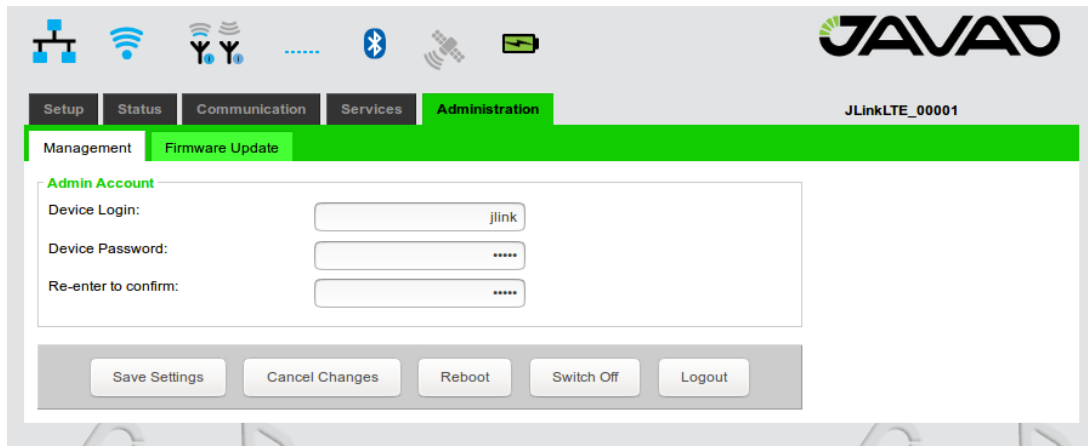 JAVAD
Setup Status Communication Services Administration JLinkLTE_00001
Management Firmware Update
Admin Account
Device Login: jlink
Device Password: •••••
Re-enter to confirm: •••••
Save Settings Cancel Changes Reboot Switch Off Logout